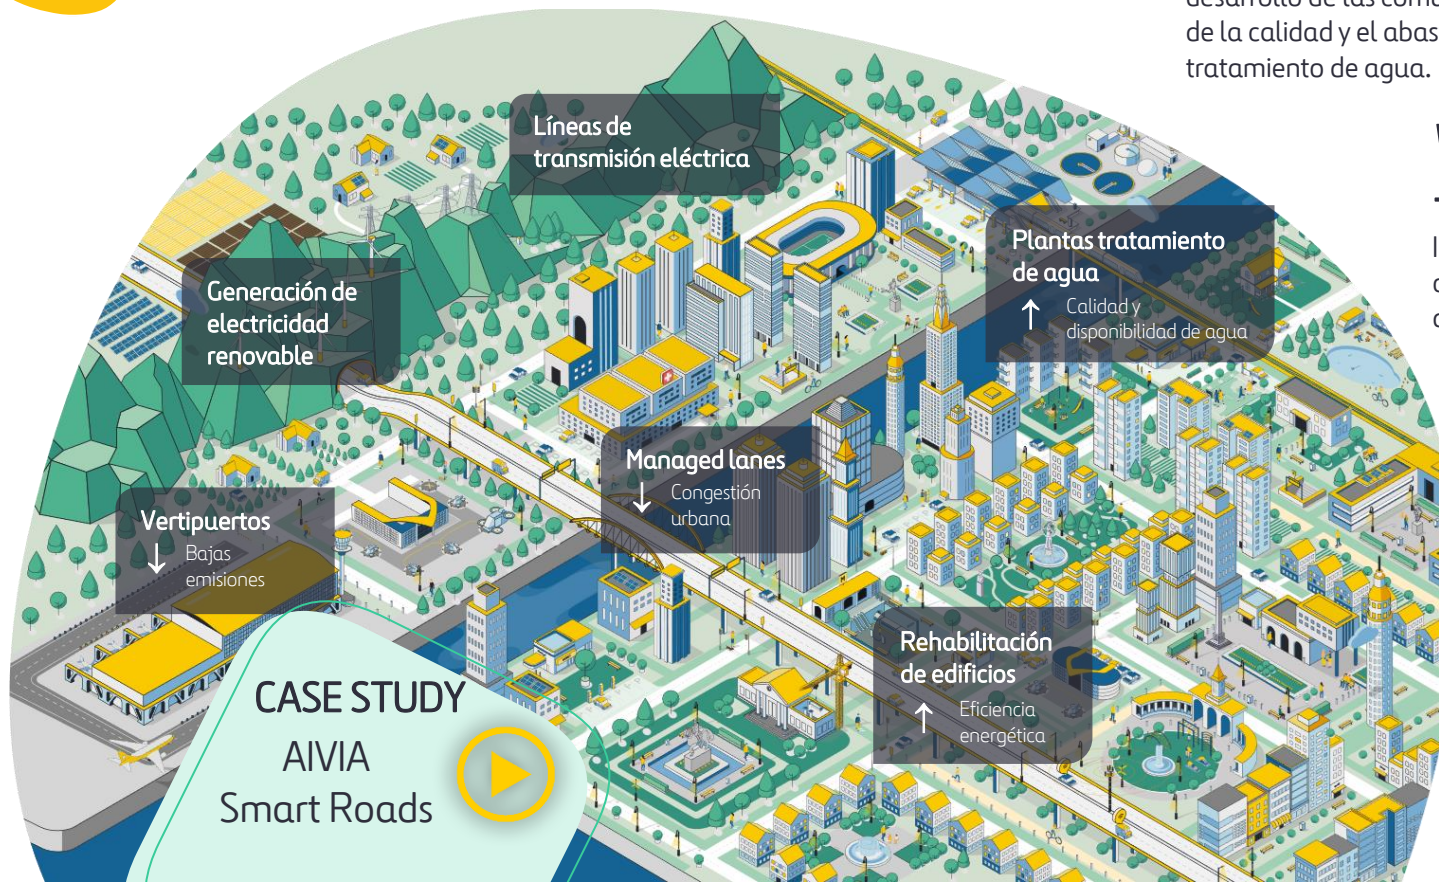 de la calidad y el abas
tratamiento de agua.
Líneas de
transmisión eléctrica
Plantas tratamiento
de agua
↑ Calidad y
disponibilidad de agua
Generación de
electricidad
renovable
Managed lanes
↓ Congestión
urbana
Vertipuertos
↓ Bajas
emisiones
Rehabilitación
de edificios
↑ Eficiencia
energética
CASE STUDY
AIVIA
Smart Roads